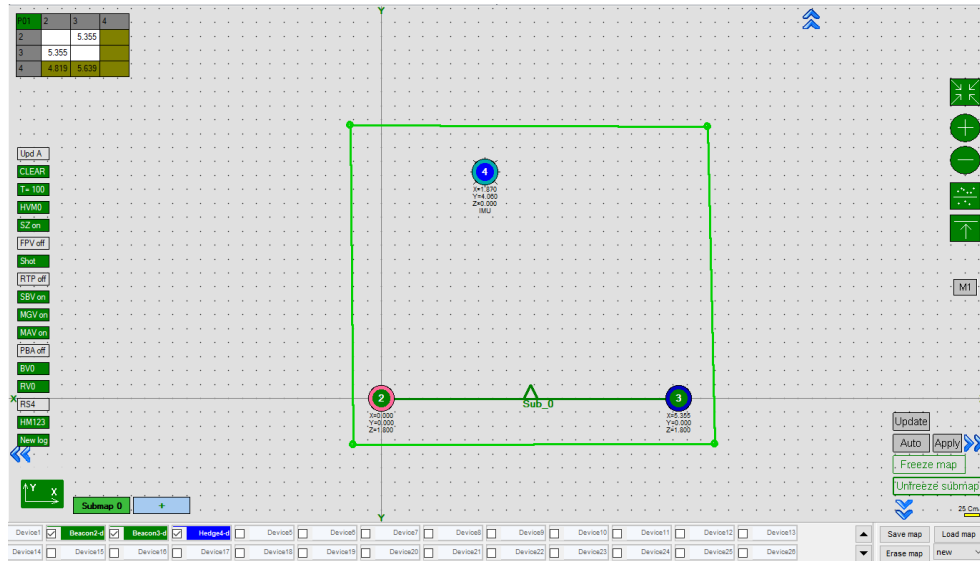 P01 2 3 4
2 5.355
3 5.355
4 4.819 5.639
Y
Upd A
CLEAR
T= 100
HVM0
SZ on
FPV off
Shot
RTP off
SBV on
MGV on
MAV on
PBA off
BV0
RV0
RS4
HM123
New log
4
X=1.870
Y=4.060
Z=0.000
IMU
M1
X
2
X=0.000
Y=0.000
Z=1.800
Sub_0
3
X=5.355
Y=0.000
Z=1.800
Update
Auto Apply
Freeze map
Unfreeze submap
25 Cm
Y X
Submap 0 +
Y
Device1 Beacon2-d Beacon3-d Hedge4-d Device5 Device6 Device7 Device8 Device9 Device10 Device11 Device12 Device13
Save map Load map
Device14 Device15 Device16 Device17 Device18 Device19 Device20 Device21 Device22 Device23 Device24 Device25 Device26
Erase map new